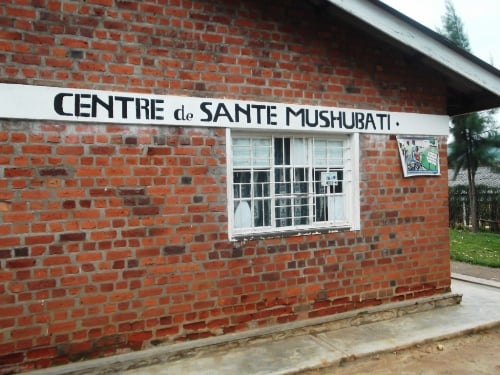 CENTRE de SANTE MUSHUBATI .